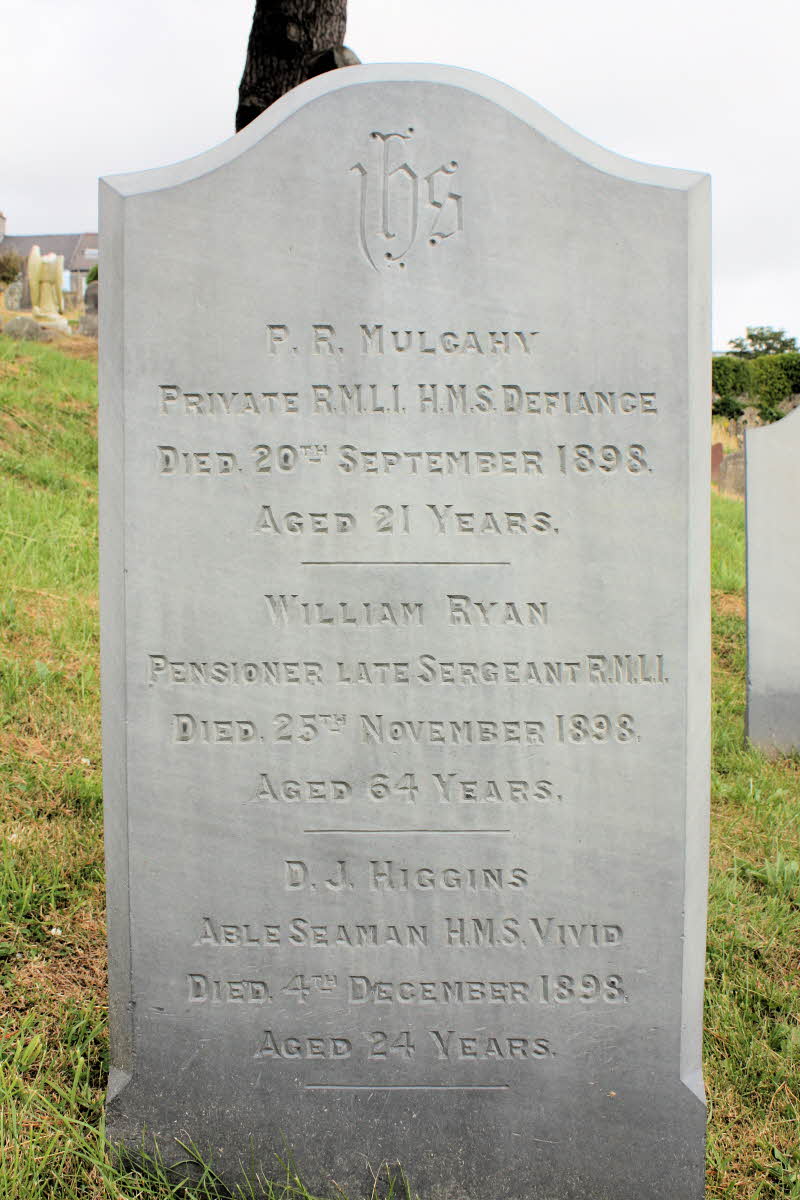 ihs
P. R. MULCAHY
PRIVATE R.M.L.I. H.M.S. DEFIANCE
DIED. 20TH SEPTEMBER 1898.
AGED 21 YEARS.
WILLIAM RYAN
PENSIONER LATE SERGEANT R.M.L.I.
DIED. 25TH NOVEMBER 1898.
AGED 64 YEARS.
D. J. HIGGINS
ABLE SEAMAN H.M.S. VIVID
DIED. 4TH DECEMBER 1898.
AGED 24 YEARS.